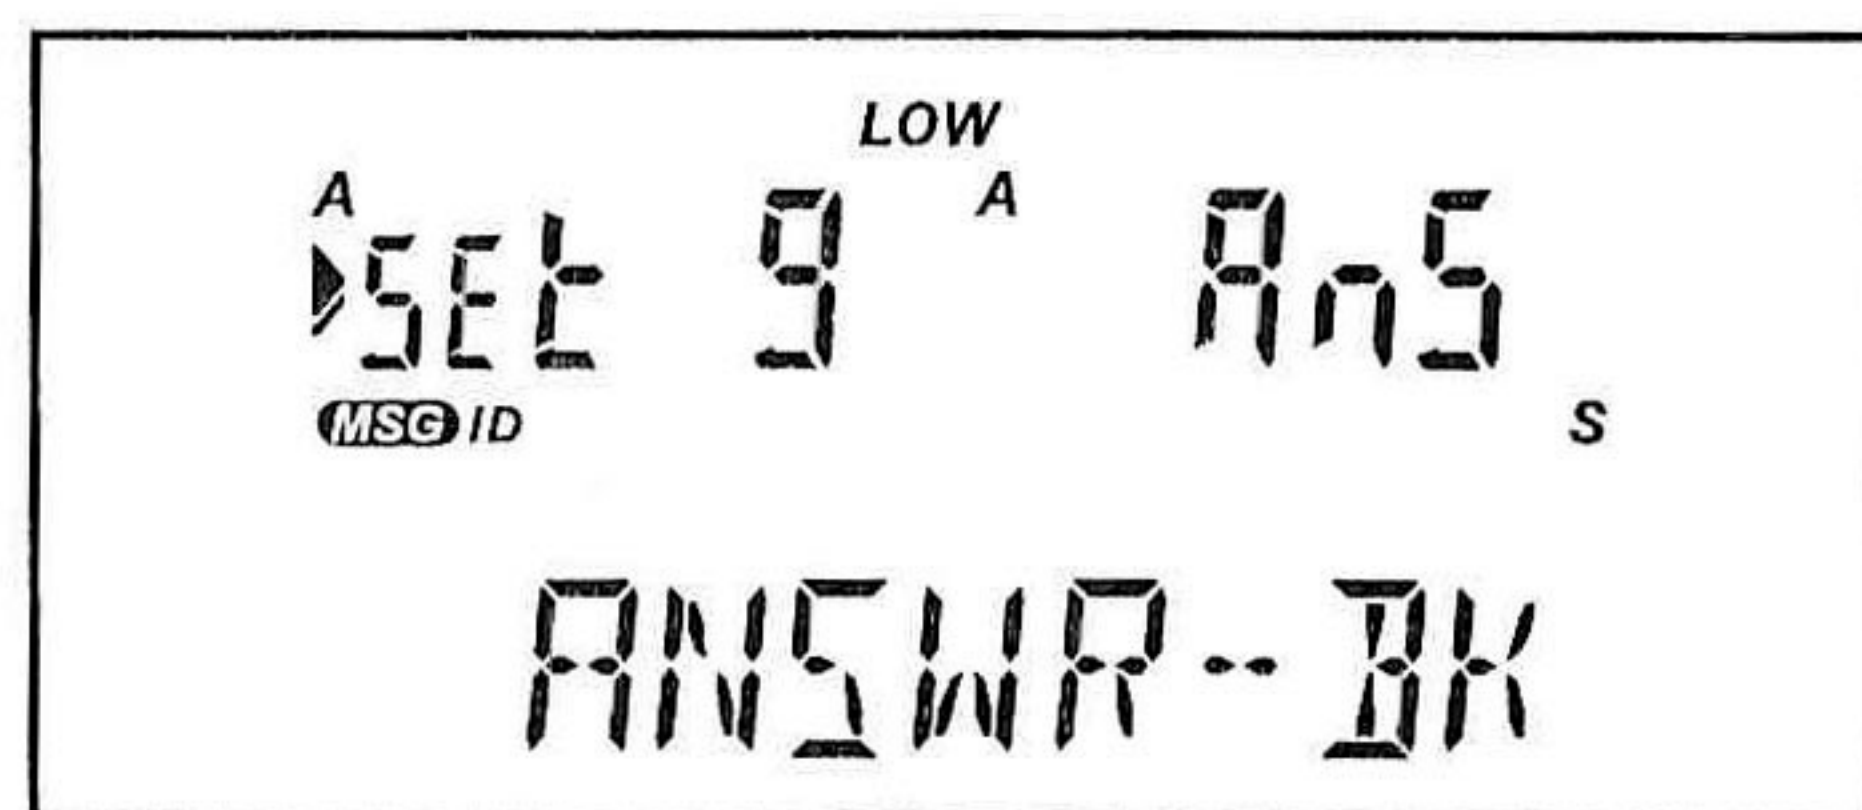 LOW
A A
SEt 9 AnS
MSG ID S
ANSWR-BK